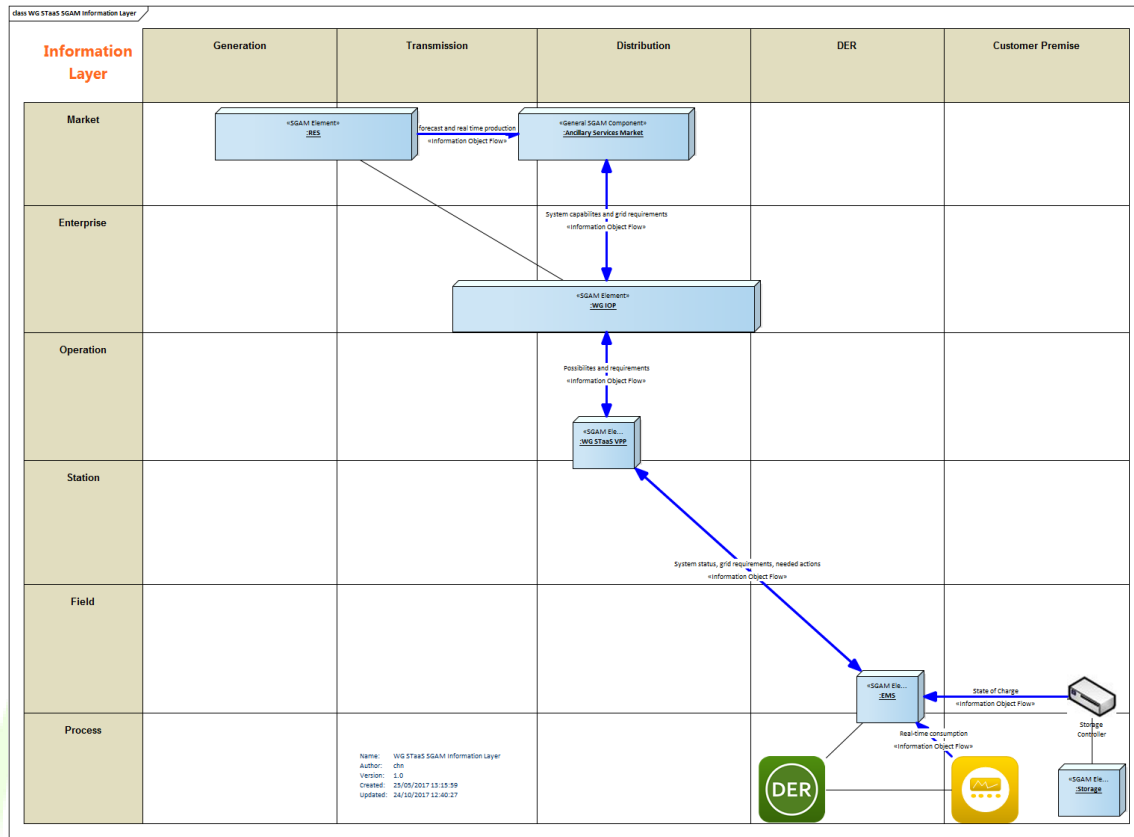 class WG STaaS SGAM Information Layer
Information
Layer
Generation
Transmission
Distribution
DER
Customer Premise
Market
«SGAM Element»
:RES
forecast and real time production
«Information Object Flow»
«General SGAM Component»
:Ancillary Services Market
System capabilites and grid requirements
«Information Object Flow»
Enterprise
«SGAM Element»
:WG IOP
Operation
Possibilites and requirements
«Information Object Flow»
«SGAM Ele...
:WG STaaS VPP
Station
System status, grid requirements, needed actions
«Information Object Flow»
Field
«SGAM Ele...
:EMS
State of Charge
«Information Object Flow»
Storage
Controller
Process
Real-time consumption
«Information Object Flow»
Name: WG STaaS SGAM Information Layer
Author: chn
Version: 1.0
Created: 25/05/2017 13:15:59
Updated: 24/10/2017 12:40:27
DER
«SGAM Ele...
:Storage